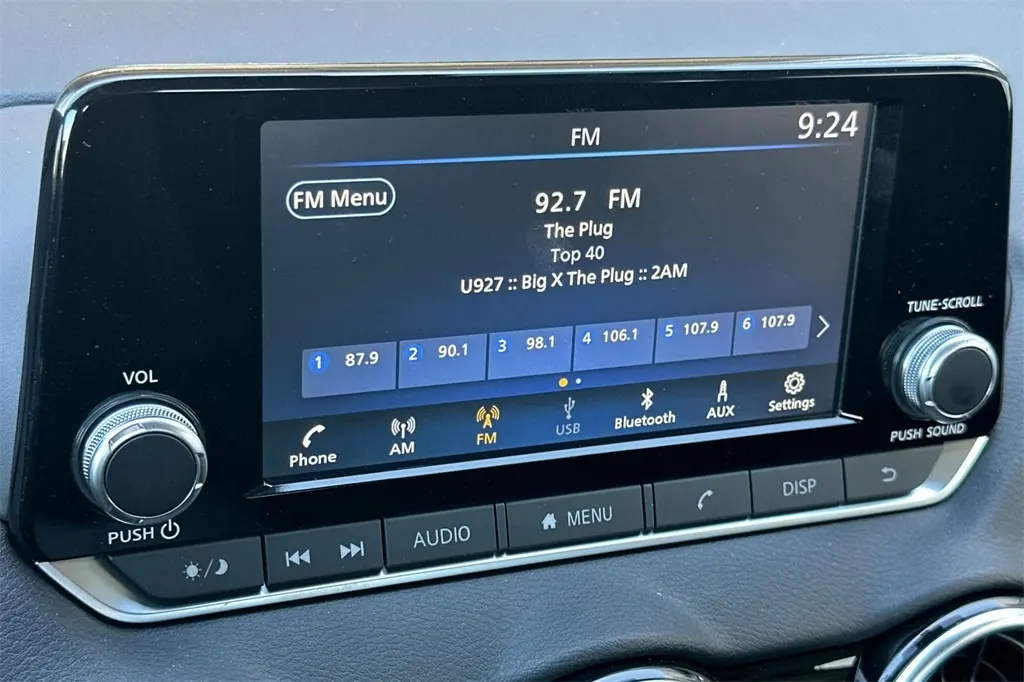 FM
9:24
FM Menu
92.7 FM
The Plug
Top 40
U927 :: Big X The Plug :: 2AM
1 87.9 2 90.1 3 98.1 4 106.1 5 107.9 6 107.9
Phone AM FM USB Bluetooth AUX Settings
VOL
PUSH
TUNE·SCROLL
PUSH SOUND
AUDIO MENU DISP